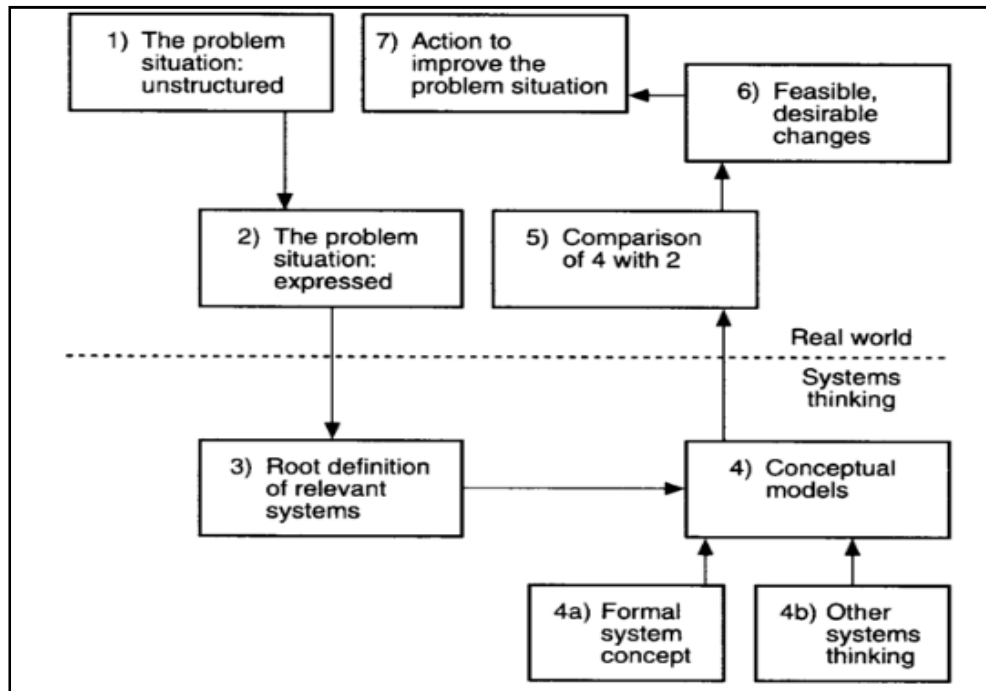 1) The problem
situation:
unstructured
7) Action to
improve the
problem situation
6) Feasible,
desirable
changes
2) The problem
situation:
expressed
5) Comparison
of 4 with 2
Real world
Systems
thinking
3) Root definition
of relevant
systems
4) Conceptual
models
4a) Formal
system
concept
4b) Other
systems
thinking